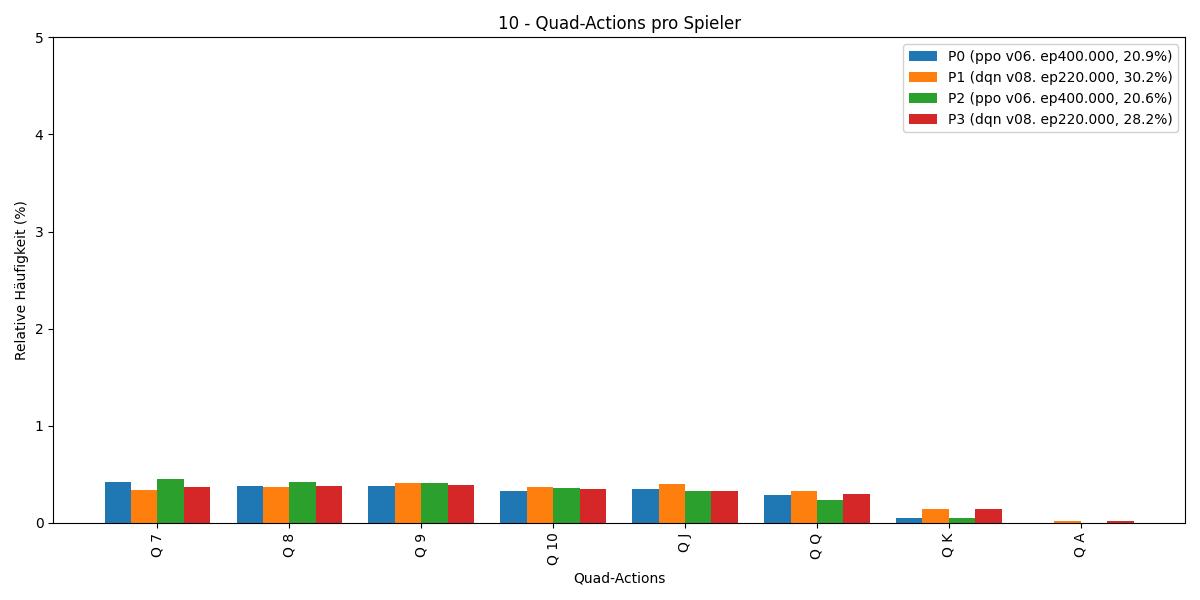 10 - Quad-Actions pro Spieler
P0 (ppo v06. ep400.000, 20.9%)
P1 (dqn v08. ep220.000, 30.2%)
P2 (ppo v06. ep400.000, 20.6%)
P3 (dqn v08. ep220.000, 28.2%)
Relative Häufigkeit (%)
5
4
3
2
1
0
Q 7
Q 8
Q 9
Q 10
Q J
Q Q
Q K
Q A
Quad-Actions